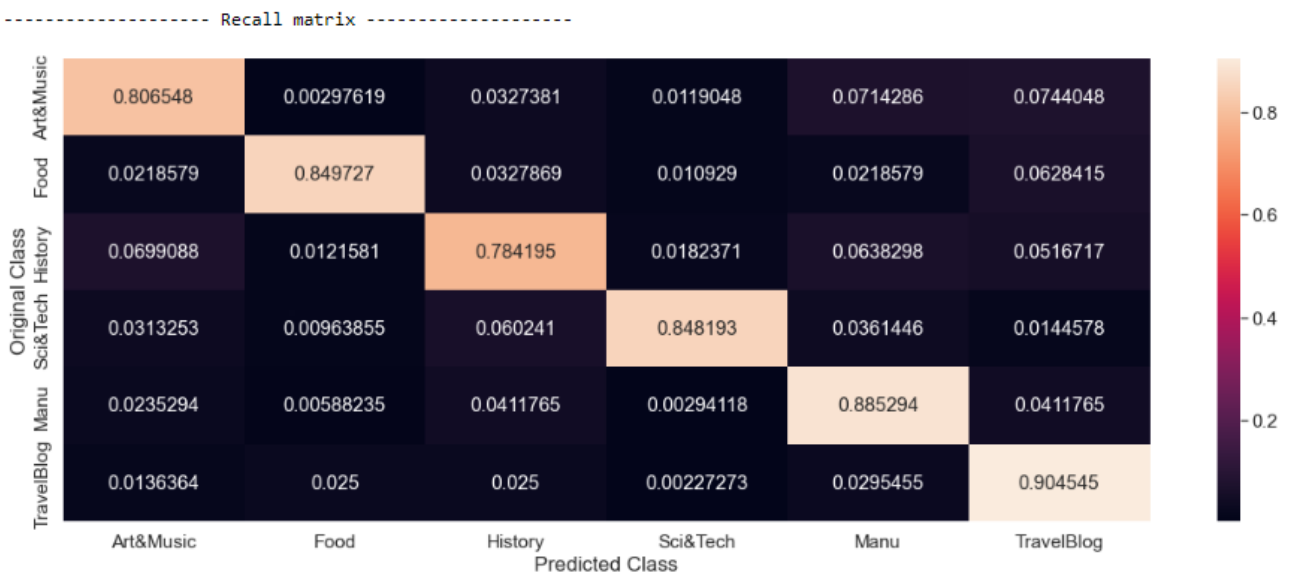 -------------------- Recall matrix --------------------
Art&Music 0.806548 0.00297619 0.0327381 0.0119048 0.0714286 0.0744048
Food 0.0218579 0.849727 0.0327869 0.010929 0.0218579 0.0628415
History 0.0699088 0.0121581 0.784195 0.0182371 0.0638298 0.0516717
Sci&Tech 0.0313253 0.00963855 0.060241 0.848193 0.0361446 0.0144578
Manu 0.0235294 0.00588235 0.0411765 0.00294118 0.885294 0.0411765
TravelBlog 0.0136364 0.025 0.025 0.00227273 0.0295455 0.904545
Original Class
Art&Music Food History Sci&Tech Manu TravelBlog
Predicted Class
0.8
0.6
0.4
0.2